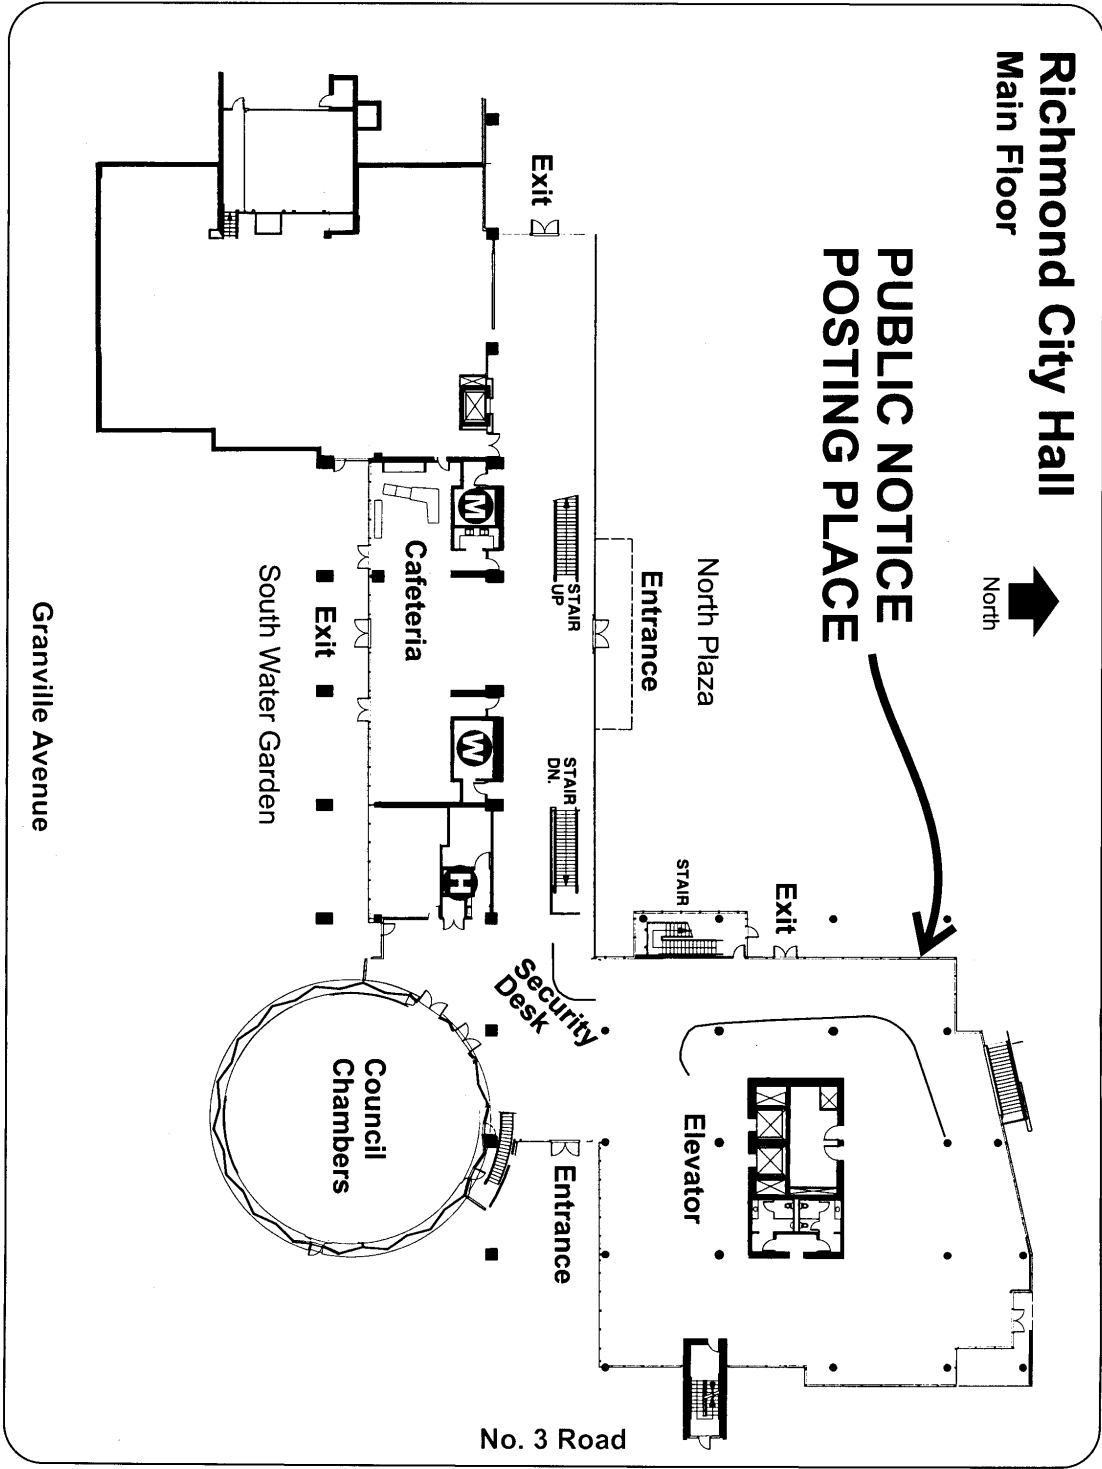 Richmond City Hall
Main Floor
North
PUBLIC NOTICE
POSTING PLACE
North Plaza
Exit
Entrance
STAIR
UP
STAIR
DN.
STAIR
Exit
M
W
H
Cafeteria
Exit
South Water Garden
Security
Desk
Elevator
Council
Chambers
Entrance
Granville Avenue
No. 3 Road